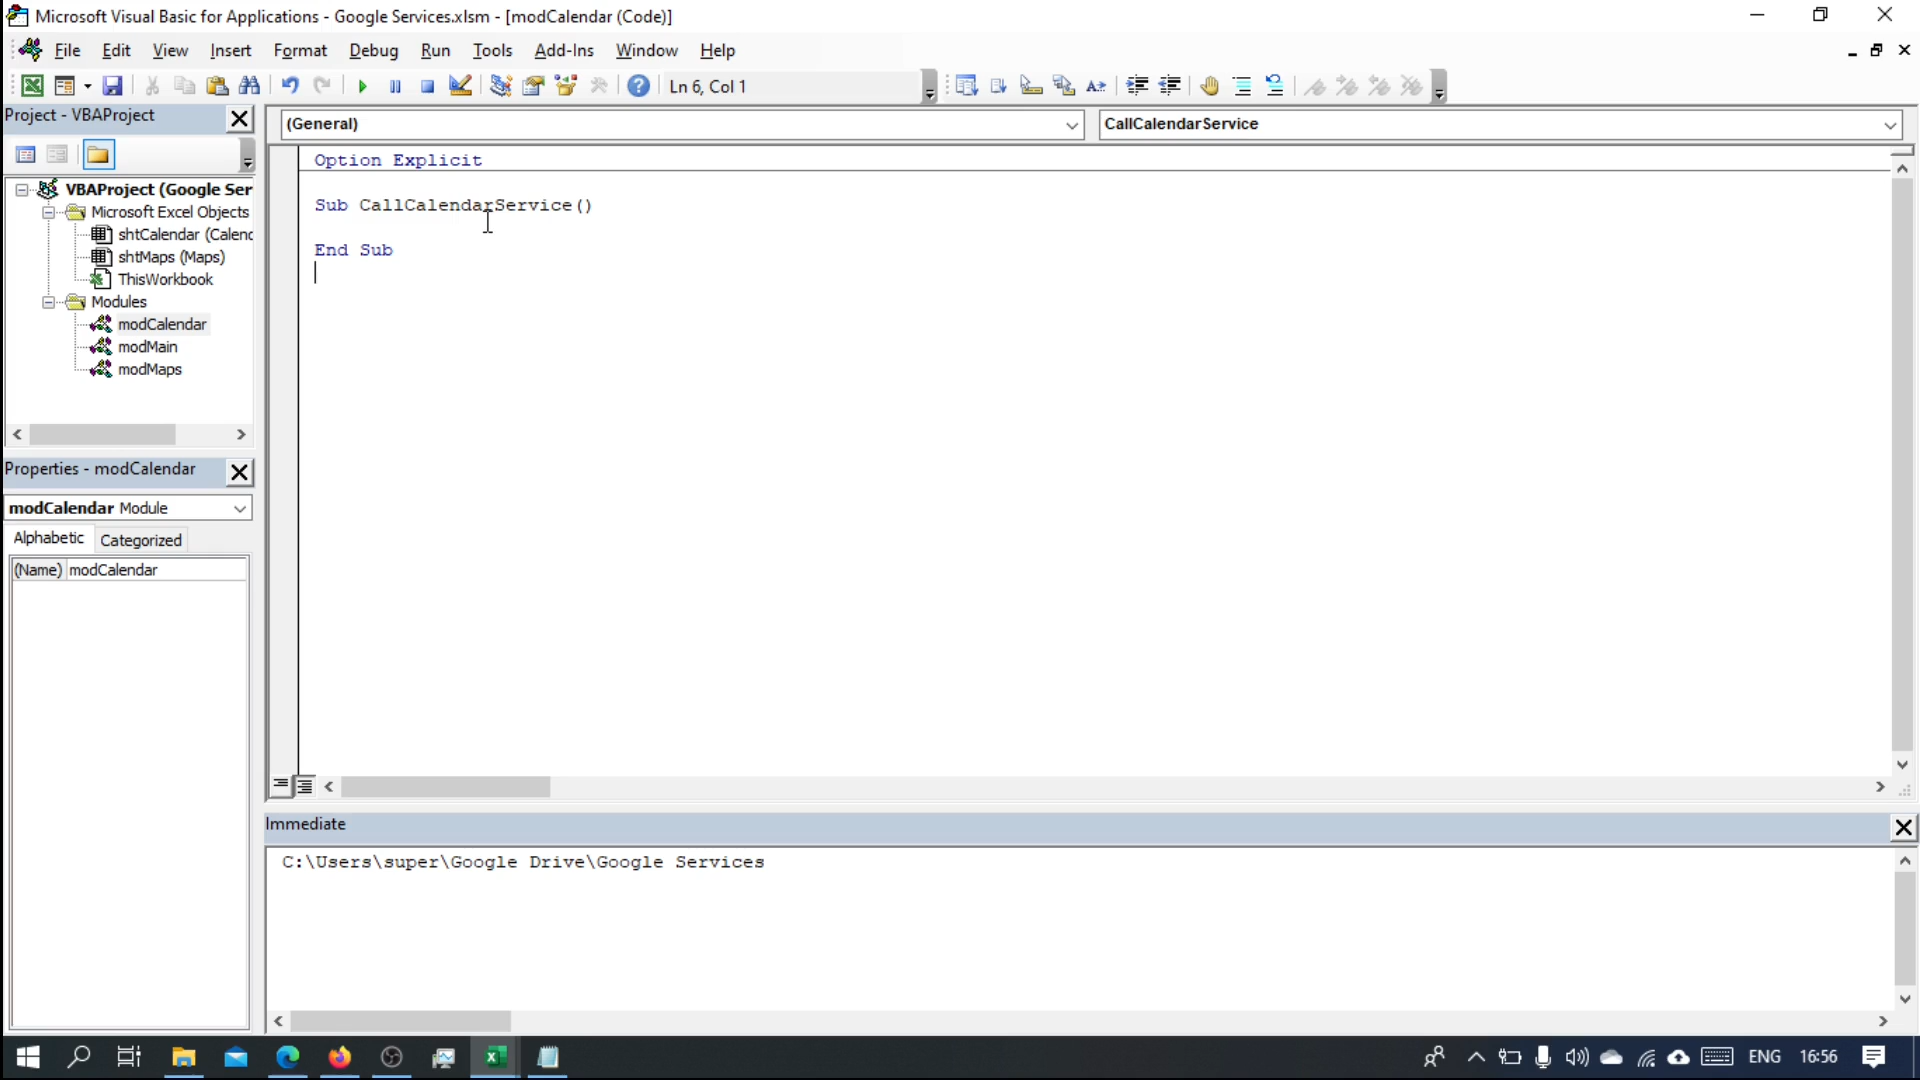 Microsoft Visual Basic for Applications - Google Services.xlsm - [modCalendar (Code)]
File Edit View Insert Format Debug Run Tools Add-Ins Window Help
Ln 6, Col 1
Project - VBAProject
(General)
CallCalendarService
VBAProject (Google Ser
Microsoft Excel Objects
shtCalendar (Calenc
shtMaps (Maps)
ThisWorkbook
Modules
modCalendar
modMain
modMaps
Option Explicit
Sub CallCalendarService()
End Sub
Properties - modCalendar
modCalendar Module
Alphabetic Categorized
(Name) modCalendar
Immediate
C:\Users\super\Google Drive\Google Services
ENG 16:56